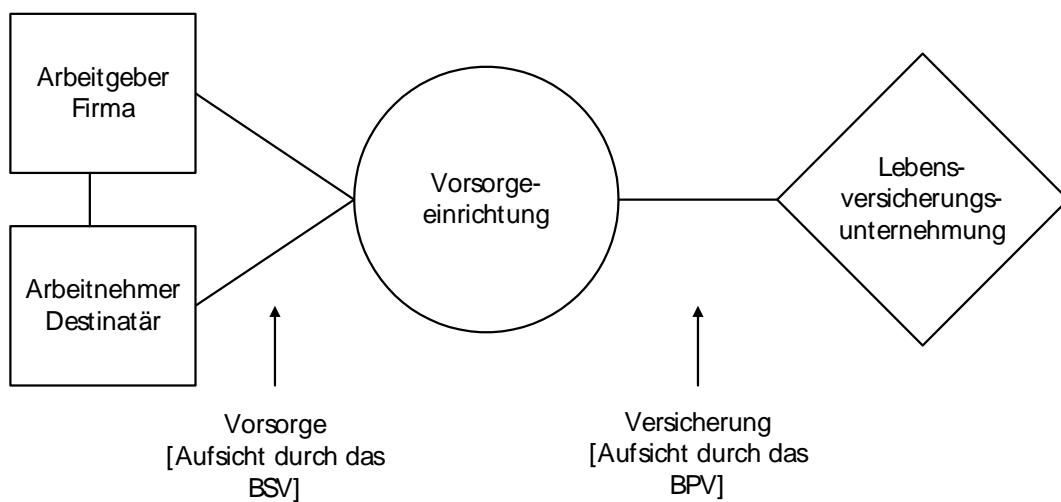 Arbeitgeber
Firma
Arbeitnehmer
Destinatär
Vorsorge-
einrichtung
Lebens-
versicherungs-
unternehmung
Vorsorge
[Aufsicht durch das
BSV]
Versicherung
[Aufsicht durch das
BPV]